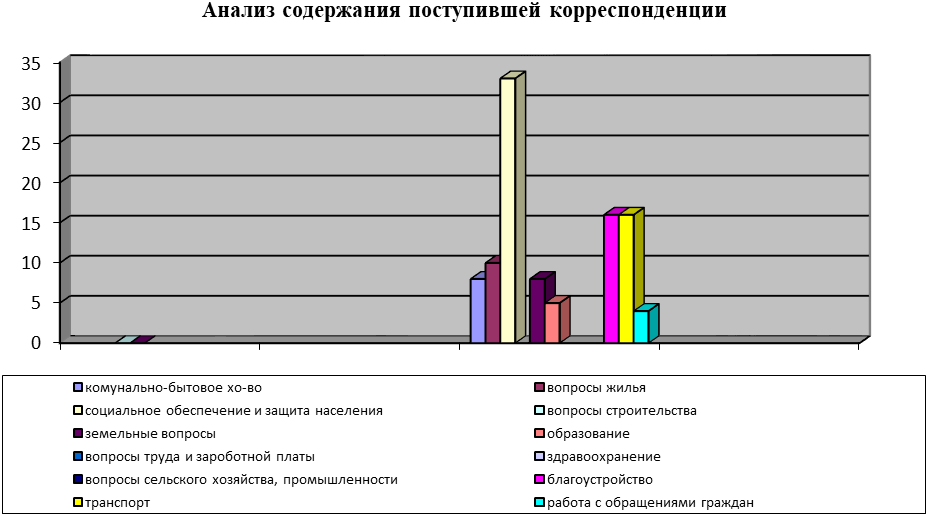 Анализ содержания поступившей корреспонденции
35
30
25
20
15
10
5
0
комунально-бытовое хо-во
вопросы жилья
социальное обеспечение и защита населения
вопросы строительства
земельные вопросы
образование
вопросы труда и зароботной платы
здравоохранение
вопросы сельского хозяйства, промышленности
благоустройство
транспорт
работа с обращениями граждан